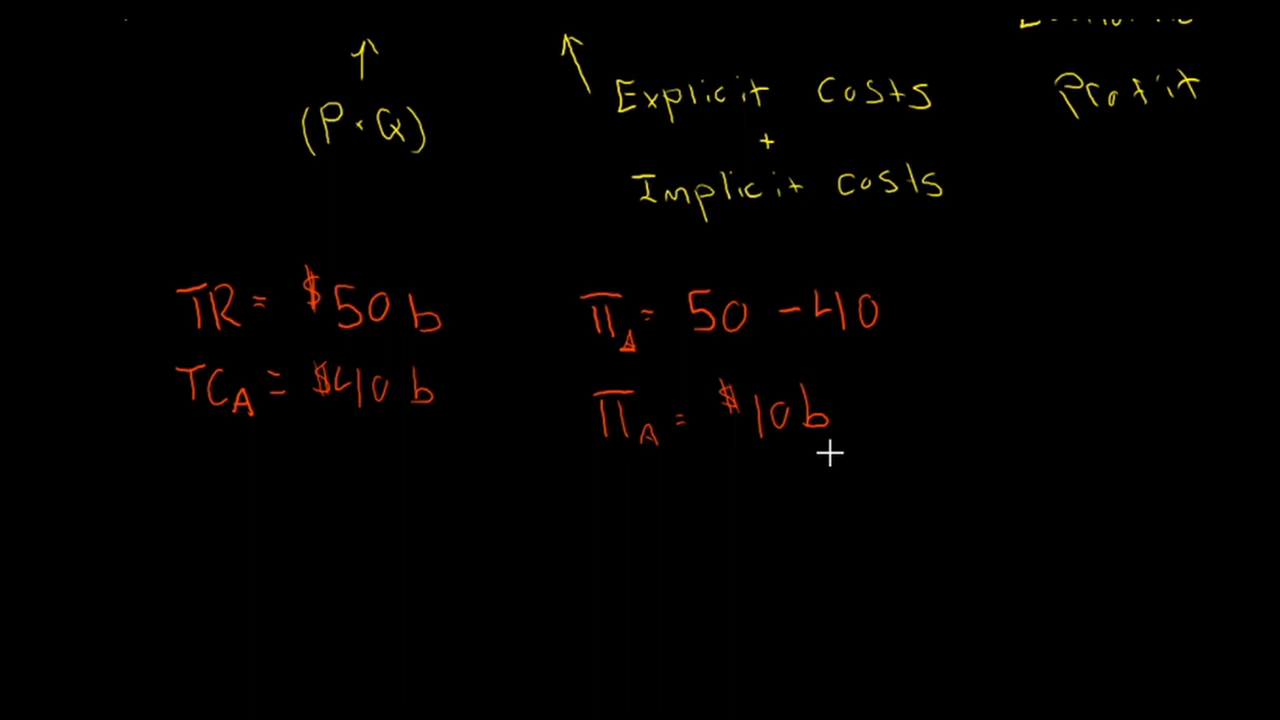 Profit
(P · Q)
Explicit costs
+
Implicit costs
TR = $50 b
TC_A = $40 b
π_A = 50 - 40
π_A = $10 b